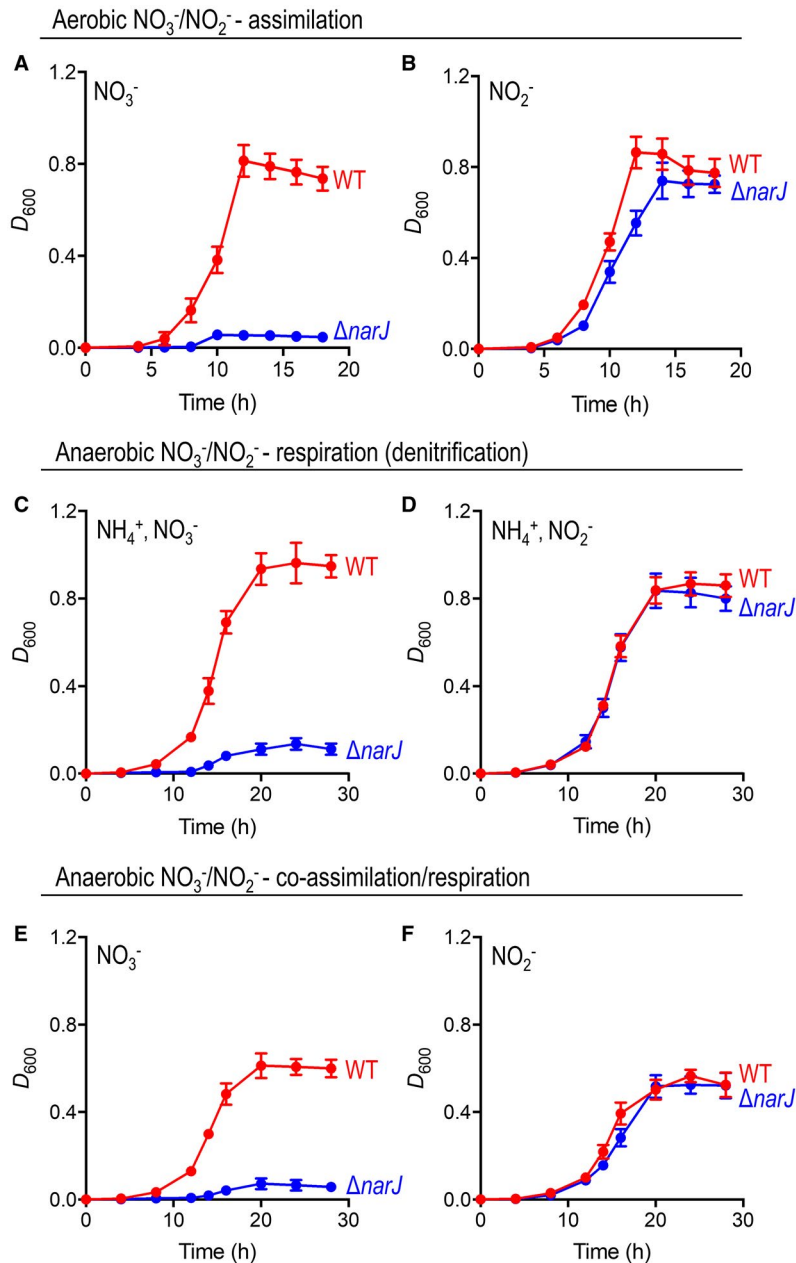 Aerobic NO₃⁻/NO₂⁻ - assimilation
A
B
1.2
NO₃⁻
WT
0.8
D₆₀₀
0.4
ΔnarJ
0.0
0 5 10 15 20
Time (h)
1.2
NO₂⁻
WT
0.8
ΔnarJ
D₆₀₀
0.4
0.0
0 5 10 15 20
Time (h)
Anaerobic NO₃⁻/NO₂⁻ - respiration (denitrification)
C
D
1.2
NH₄⁺, NO₃⁻
WT
0.8
D₆₀₀
0.4
ΔnarJ
0.0
0 10 20 30
Time (h)
1.2
NH₄⁺, NO₂⁻
WT
0.8
ΔnarJ
D₆₀₀
0.4
0.0
0 10 20 30
Time (h)
Anaerobic NO₃⁻/NO₂⁻ - co-assimilation/respiration
E
F
1.2
NO₃⁻
0.8
WT
D₆₀₀
0.4
ΔnarJ
0.0
0 10 20 30
Time (h)
1.2
NO₂⁻
0.8
WT
ΔnarJ
D₆₀₀
0.4
0.0
0 10 20 30
Time (h)